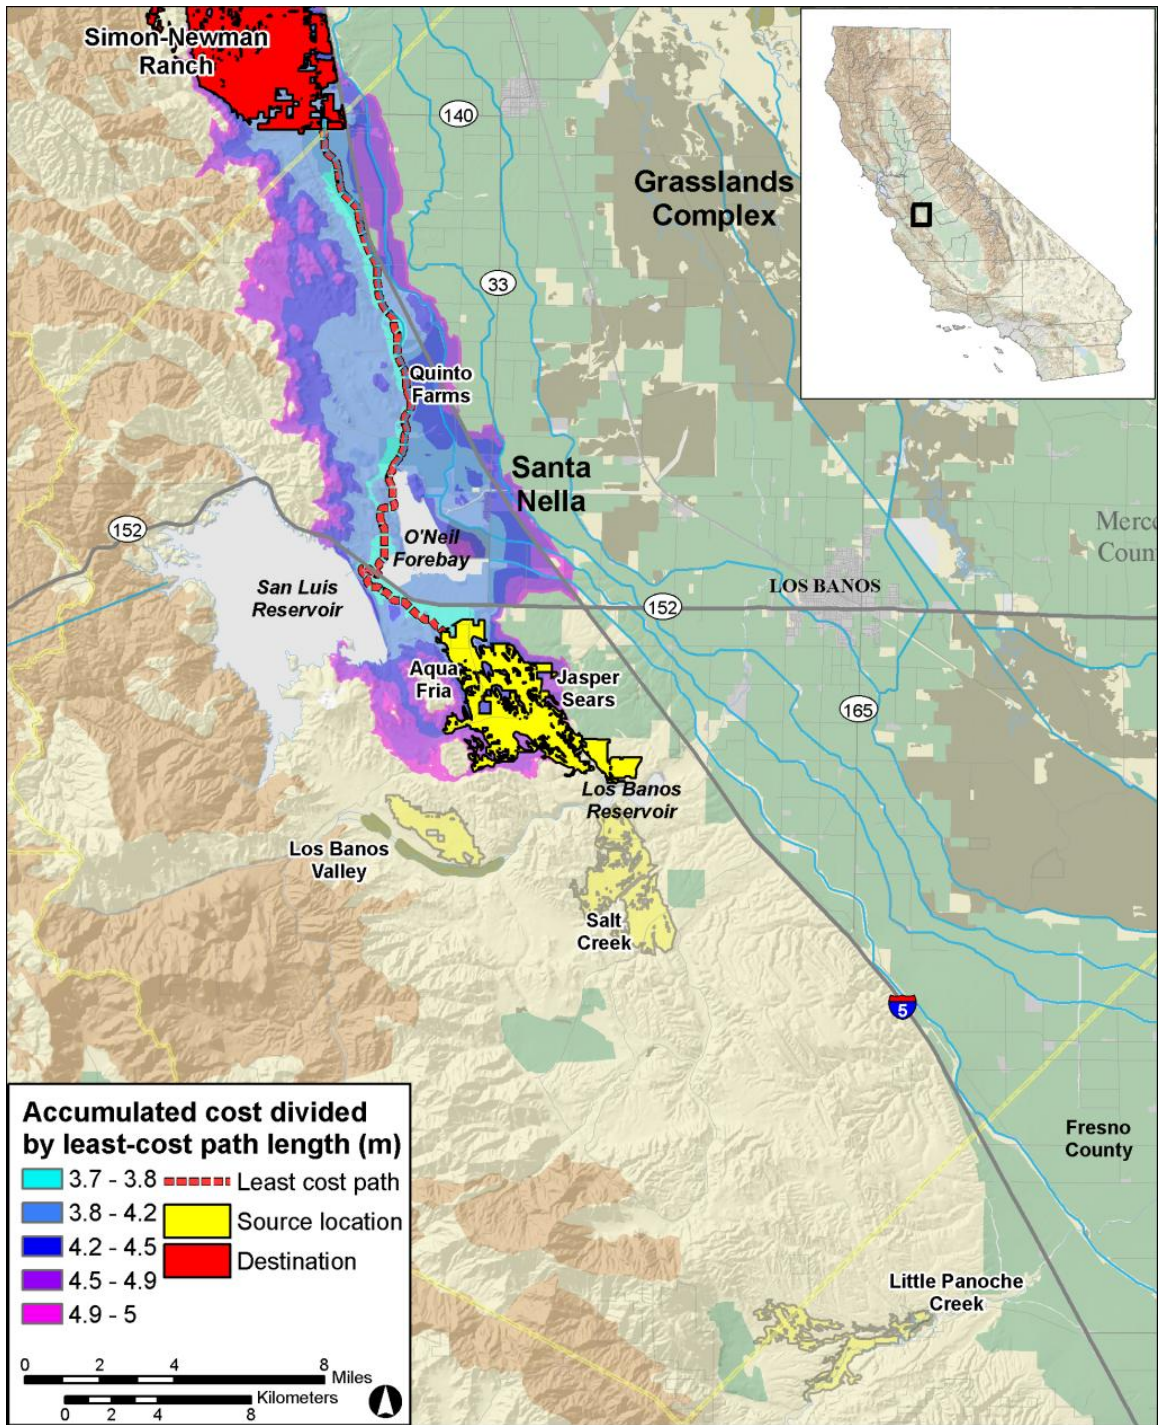 Simon-Newman
Ranch
140
Grasslands
Complex
33
Quinto
Farms
Santa
Nella
152
O'Neil
Forebay
San Luis
Reservoir
LOS BANOS
152
Aqua
Fria
Jasper
Sears
165
Los Banos
Reservoir
Los Banos
Valley
Salt
Creek
5
Fresno
County
Little Panoche
Creek
Accumulated cost divided
by least-cost path length (m)
3.7 - 3.8
Least cost path
3.8 - 4.2
Source location
4.2 - 4.5
Destination
4.5 - 4.9
4.9 - 5
0 2 4 8
Miles
Kilometers
0 2 4 8